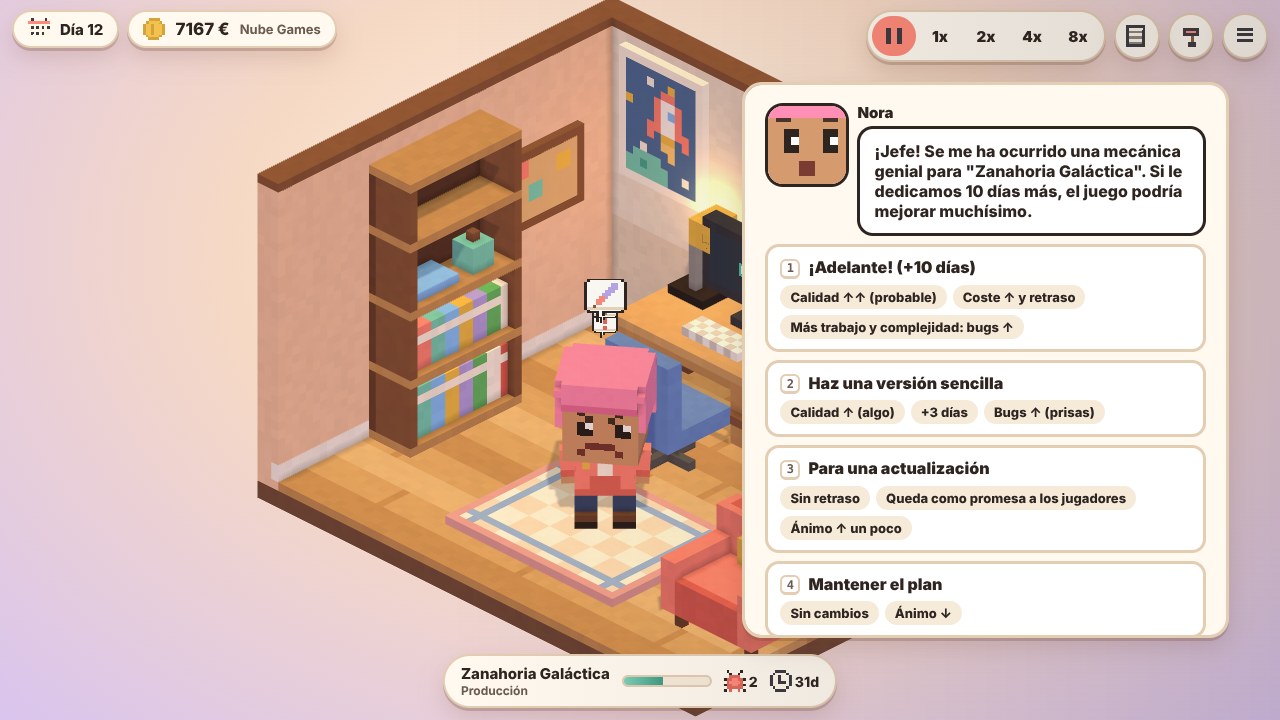 Día 12
7167 € Nube Games
1x 2x 4x 8x
Nora
¡Jefe! Se me ha ocurrido una mecánica
genial para "Zanahoria Galáctica". Si le
dedicamos 10 días más, el juego podría
mejorar muchísimo.
1 ¡Adelante! (+10 días)
Calidad ↑↑ (probable) Coste ↑ y retraso
Más trabajo y complejidad: bugs ↑
2 Haz una versión sencilla
Calidad ↑ (algo) +3 días Bugs ↑ (prisas)
3 Para una actualización
Sin retraso Queda como promesa a los jugadores
Ánimo ↑ un poco
4 Mantener el plan
Sin cambios Ánimo ↓
Zanahoria Galáctica
Producción
2 31d